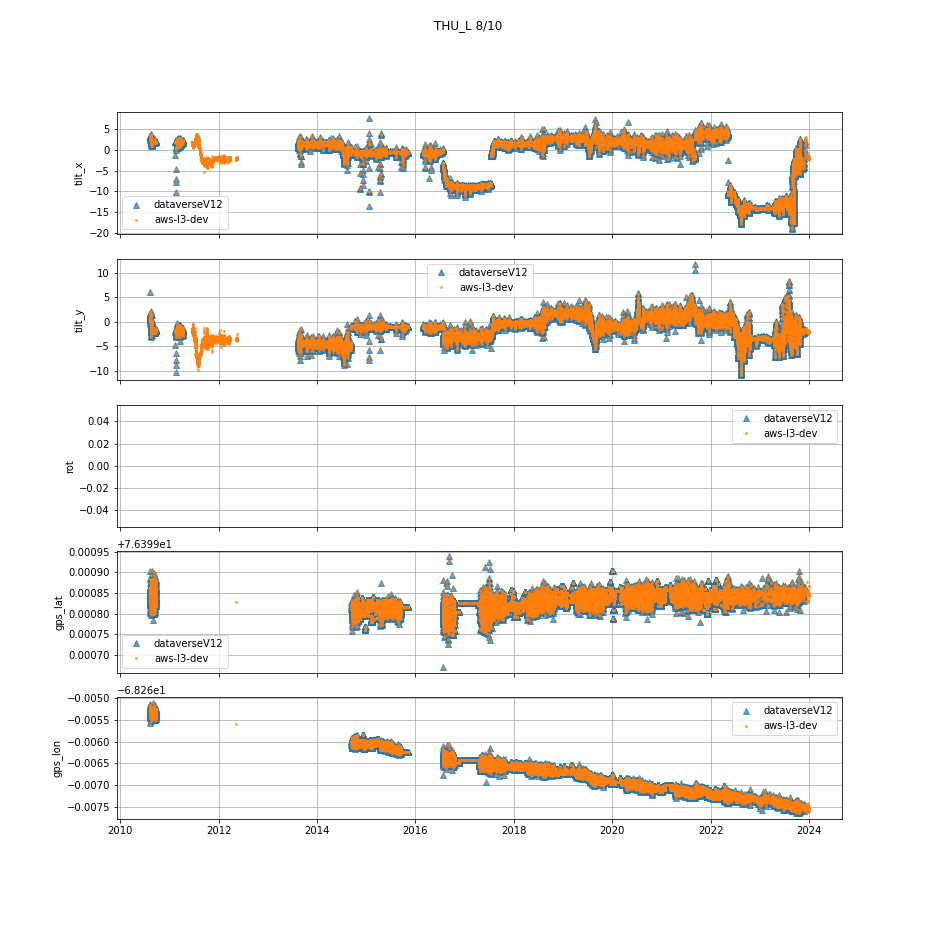 THU_L 8/10
5
0
−5
−10
−15
−20
tilt_x
dataverseV12
aws-l3-dev
10
5
0
−5
−10
tilt_y
dataverseV12
aws-l3-dev
0.04
0.02
0.00
−0.02
−0.04
rot
dataverseV12
aws-l3-dev
+7.6399e1
0.00095
0.00090
0.00085
0.00080
0.00075
0.00070
gps_lat
dataverseV12
aws-l3-dev
−6.826e1
−0.0050
−0.0055
−0.0060
−0.0065
−0.0070
−0.0075
gps_lon
dataverseV12
aws-l3-dev
2010 2012 2014 2016 2018 2020 2022 2024